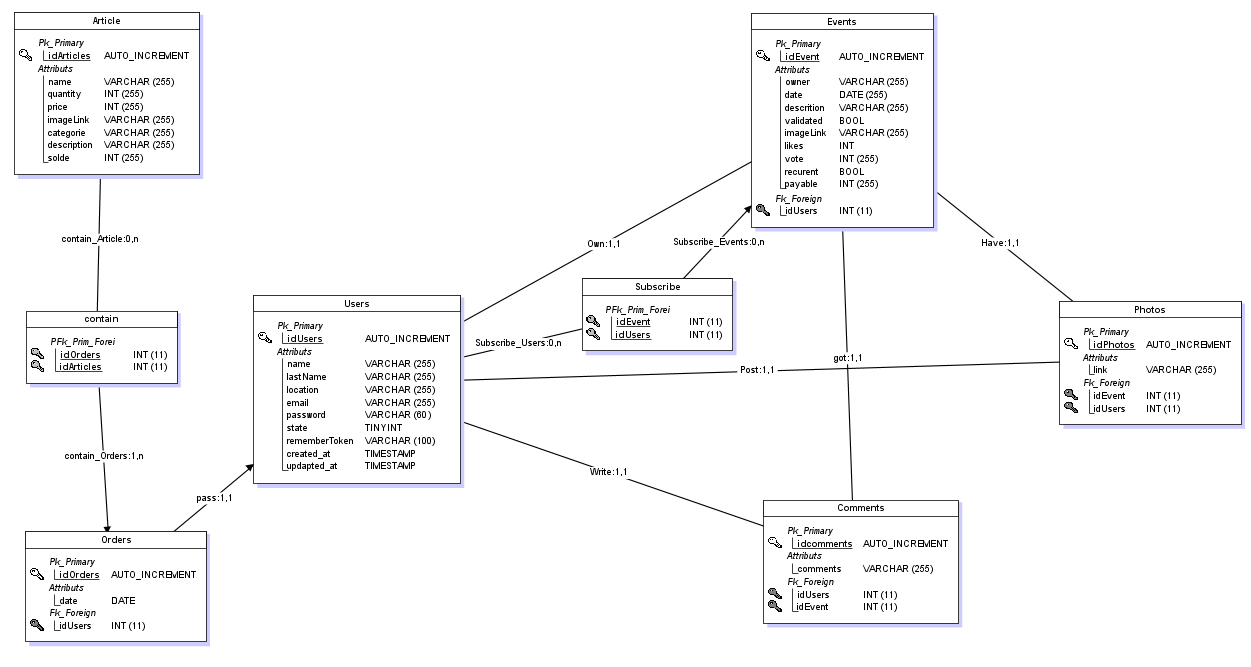 Article
Pk_Primary
idArticles AUTO_INCREMENT
Attributs
name VARCHAR (255)
quantity INT (255)
price INT (255)
imageLink VARCHAR (255)
categorie VARCHAR (255)
description VARCHAR (255)
solde INT (255)
contain_Article:0,n
contain
PFk_Prim_Forei
idOrders INT (11)
idArticles INT (11)
contain_Orders:1,n
Orders
Pk_Primary
idOrders AUTO_INCREMENT
Attributs
date DATE
Fk_Foreign
idUsers INT (11)
pass:1,1
Users
Pk_Primary
idUsers AUTO_INCREMENT
Attributs
name VARCHAR (255)
lastName VARCHAR (255)
location VARCHAR (255)
email VARCHAR (255)
password VARCHAR (60)
state TINYINT
rememberToken VARCHAR (100)
created_at TIMESTAMP
updapted_at TIMESTAMP
Own:1,1
Subscribe_Events:0,n
Subscribe_Users:0,n
Subscribe
PFk_Prim_Forei
idEvent INT (11)
idUsers INT (11)
Events
Pk_Primary
idEvent AUTO_INCREMENT
Attributs
owner VARCHAR (255)
date DATE (255)
descrition VARCHAR (255)
validated BOOL
imageLink VARCHAR (255)
likes INT
vote INT (255)
recurent BOOL
payable INT (255)
Fk_Foreign
idUsers INT (11)
Have:1,1
got:1,1
Post:1,1
Write:1,1
Photos
Pk_Primary
idPhotos AUTO_INCREMENT
Attributs
link VARCHAR (255)
Fk_Foreign
idEvent INT (11)
idUsers INT (11)
Comments
Pk_Primary
idcomments AUTO_INCREMENT
Attributs
comments VARCHAR (255)
Fk_Foreign
idUsers INT (11)
idEvent INT (11)